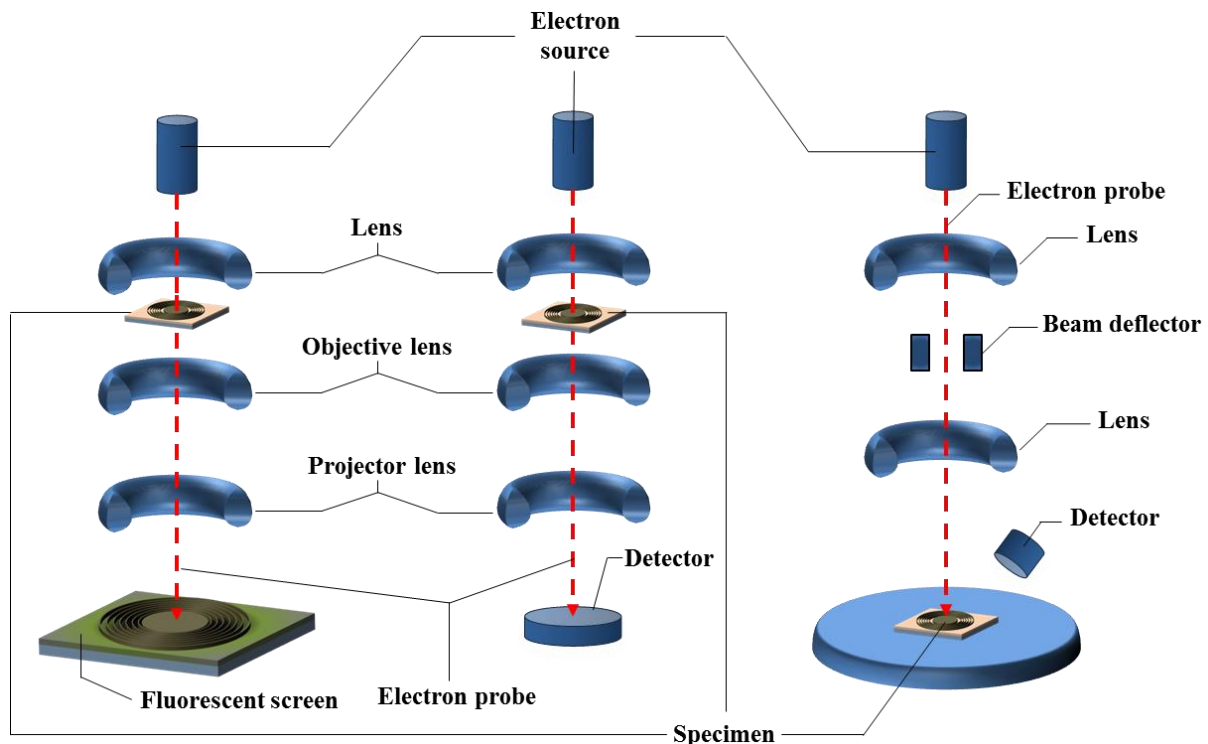 Electron
source
Electron probe
Lens
Lens
Beam deflector
Objective lens
Lens
Projector lens
Detector
Detector
Fluorescent screen
Electron probe
Specimen